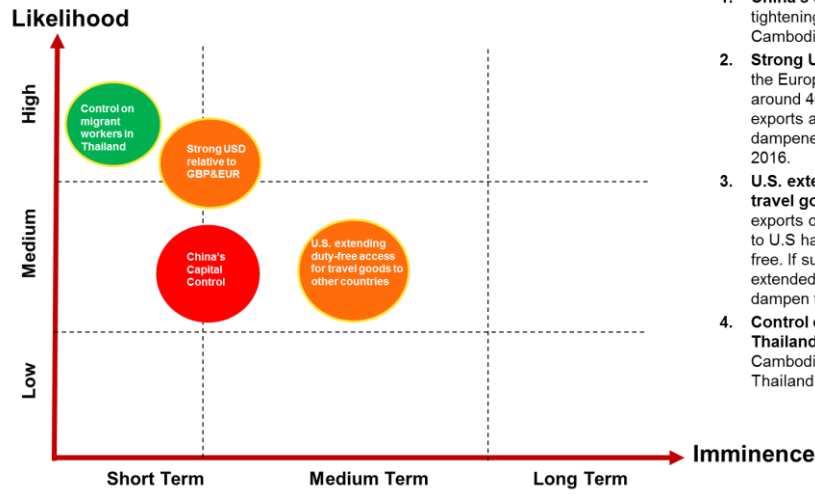 Likelihood
High
Medium
Low
Control on
migrant
workers in
Thailand
Strong USD
relative to
GBP&EUR
China's
Capital
Control
U.S. extending
duty-free access
for travel goods to
other countries
Short Term
Medium Term
Long Term
Imminence
1. China's
tightening
Cambodi
2. Strong U
the Europ
around 4
exports a
dampene
2016.
3. U.S. exte
travel go
exports o
to U.S ha
free. If su
extended
dampen t
4. Control o
Thailand
Cambodi
Thailand